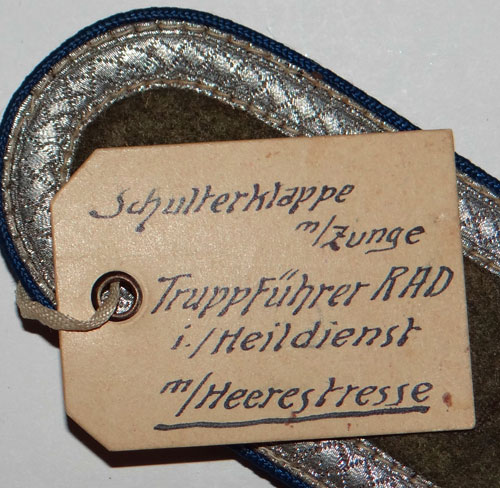 Schulterklappe
m/Zunge
Truppführer RAD
i./Heildienst
m/Heerestresse